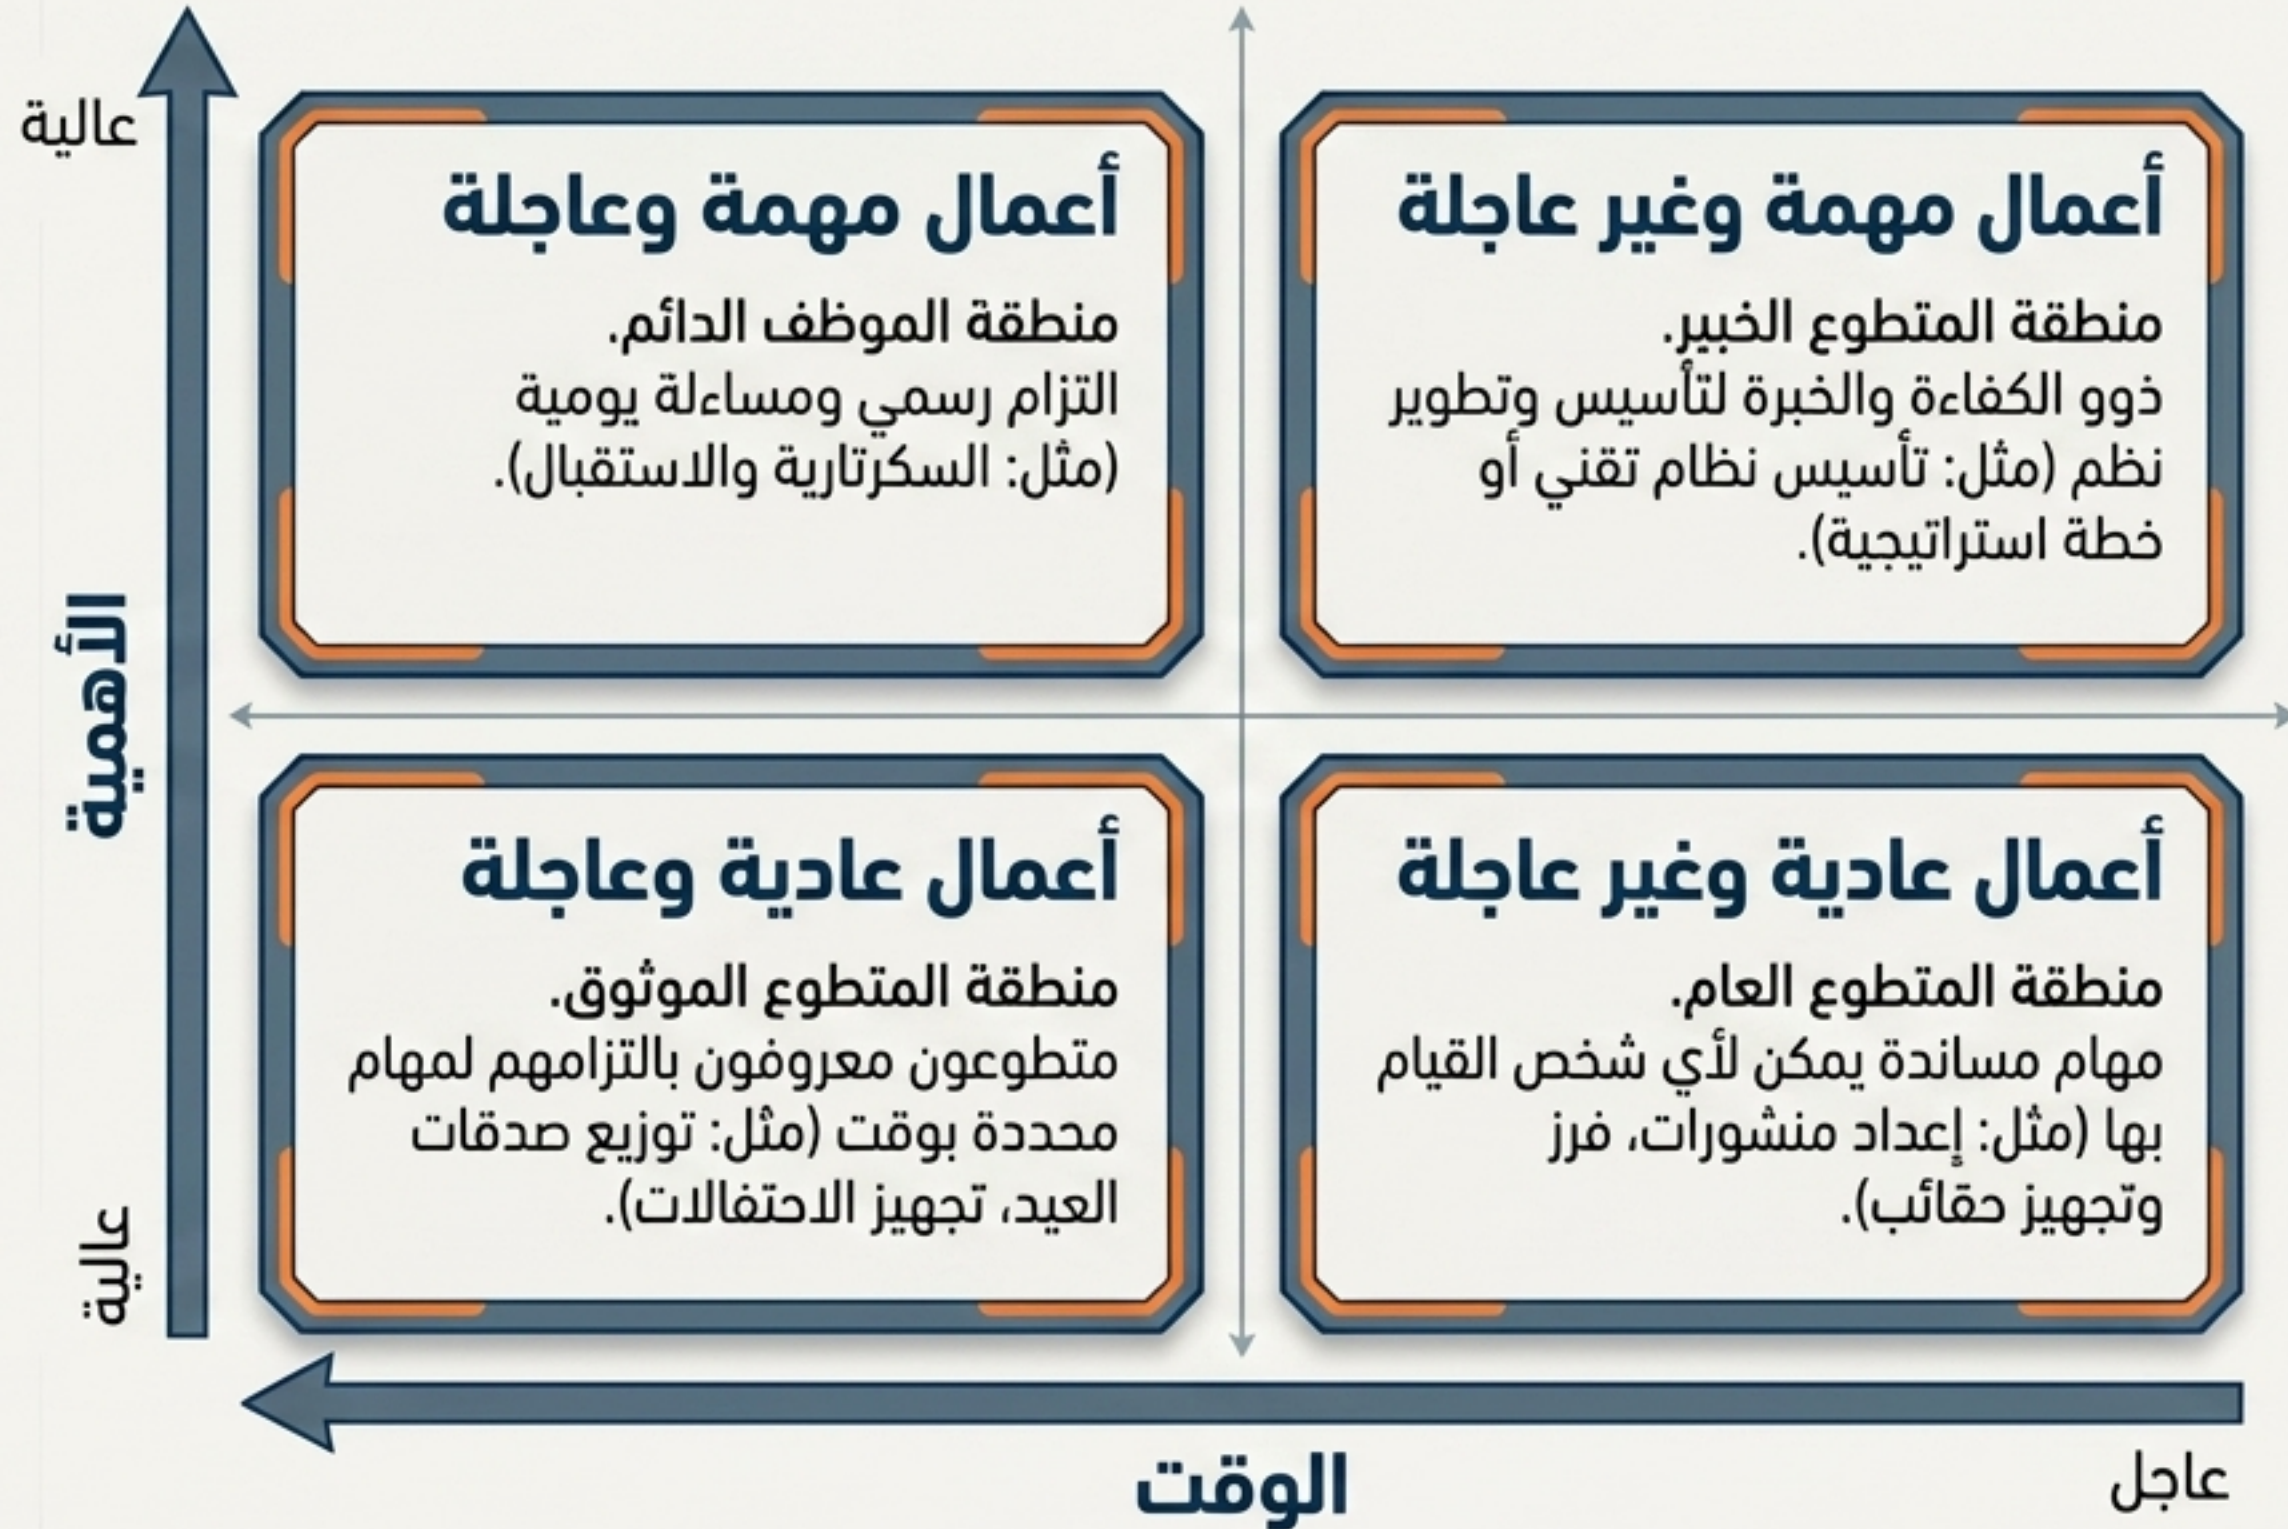 عالية
أعمال مهمة وغير عاجلة
منطقة المتطوع الخبير.
ذوو الكفاءة والخبرة لتأسيس وتطوير
نظم (مثل: تأسيس نظام تقني أو
خطة استراتيجية).
أعمال مهمة وعاجلة
منطقة الموظف الدائم.
التزام رسمي ومساءلة يومية
(مثل: السكرتارية والاستقبال).
الأهمية
أعمال عادية وغير عاجلة
منطقة المتطوع العام.
مهام مساندة يمكن لأي شخص القيام
بها (مثل: إعداد منشورات، فرز
وتجهيز حقائب).
أعمال عادية وعاجلة
منطقة المتطوع الموثوق.
متطوعون معروفون بالتزامهم لمهام
محددة بوقت (مثل: توزيع صدقات
العيد، تجهيز الاحتفالات).
عالية
عاجل
الوقت